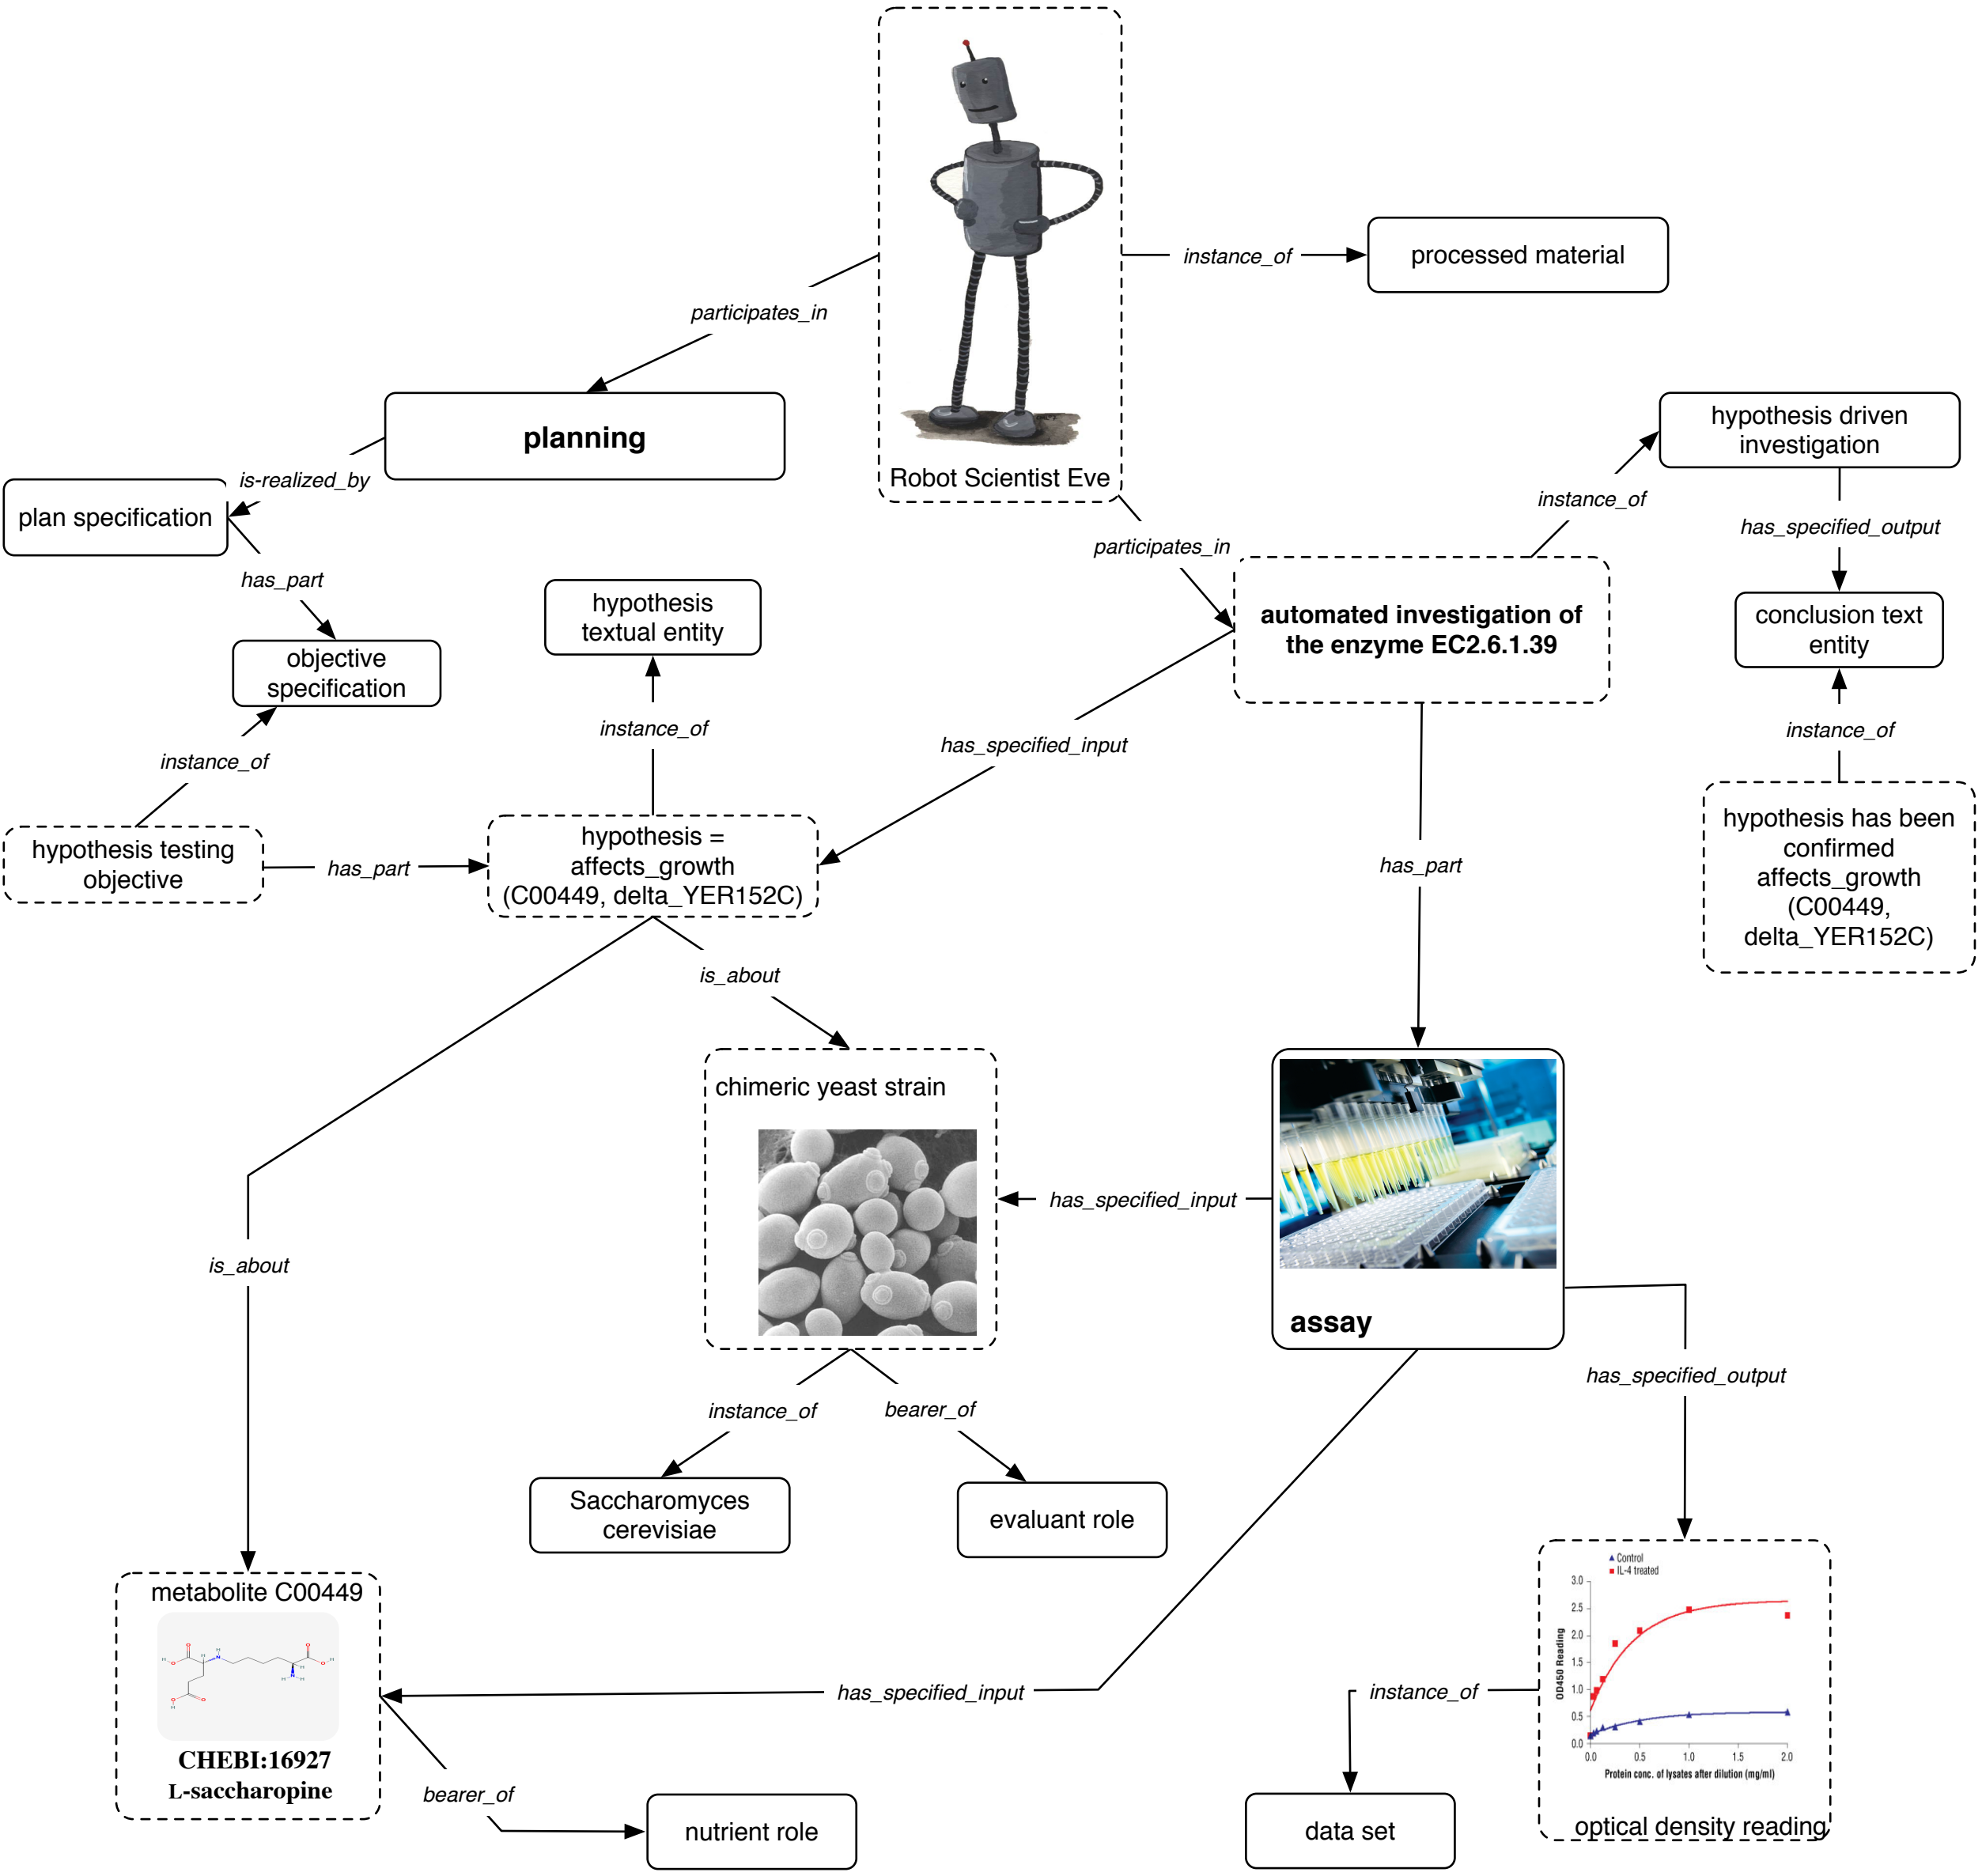 instance_of
processed material
participates_in
planning
Robot Scientist Eve
hypothesis driven
investigation
is-realized_by
plan specification
instance_of
has_specified_output
participates_in
has_part
hypothesis
textual entity
automated investigation of
the enzyme EC2.6.1.39
conclusion text
entity
objective
specification
instance_of
instance_of
has_specified_input
instance_of
hypothesis testing
objective
has_part
hypothesis =
affects_growth
(C00449, delta_YER152C)
has_part
hypothesis has been
confirmed
affects_growth
(C00449,
delta_YER152C)
is_about
chimeric yeast strain
has_specified_input
is_about
assay
has_specified_output
instance_of
bearer_of
Saccharomyces
cerevisiae
evaluant role
metabolite C00449
O
H
N
H
O
H
O
H
O
H
N
H
H
O
O
H
CHEBI:16927
L-saccharopine
has_specified_input
bearer_of
nutrient role
instance_of
data set
Control
IL-4 treated
3.0
2.5
2.0
1.5
1.0
0.5
0.0
OD450 Reading
0.0
0.5
1.0
1.5
2.0
Protein conc. of lysates after dilution (mg/ml)
optical density reading